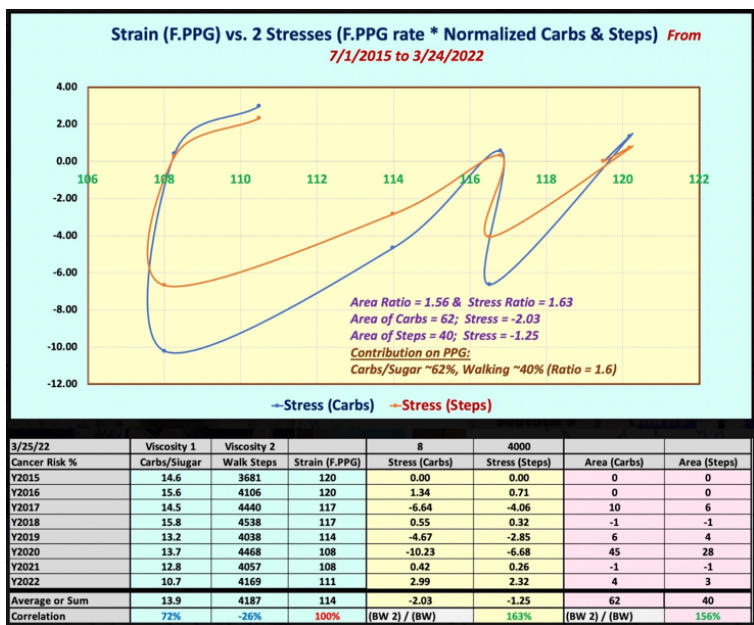 Strain (F.PPG) vs. 2 Stresses (F.PPG rate * Normalized Carbs & Steps) From
7/1/2015 to 3/24/2022
4.00
2.00
0.00
106 108 110 112 114 116 118 120 122
-2.00
-4.00
-6.00
-8.00
-10.00
-12.00
Area Ratio = 1.56 & Stress Ratio = 1.63
Area of Carbs = 62; Stress = -2.03
Area of Steps = 40; Stress = -1.25
Contribution on PPG:
Carbs/Sugar ~62%, Walking ~40% (Ratio = 1.6)
Stress (Carbs) Stress (Steps)
3/25/22 Viscosity 1 Viscosity 2 8 4000
Cancer Risk % Carbs/Siugar Walk Steps Strain (F.PPG) Stress (Carbs) Stress (Steps) Area (Carbs) Area (Steps)
Y2015 14.6 3681 120 0.00 0.00 0 0
Y2016 15.6 4106 120 1.34 0.71 0 0
Y2017 14.5 4440 117 -6.64 -4.06 10 6
Y2018 15.8 4538 117 0.55 0.32 -1 -1
Y2019 13.2 4038 114 -4.67 -2.85 6 4
Y2020 13.7 4468 108 -10.23 -6.68 45 28
Y2021 12.8 4057 108 0.42 0.26 -1 -1
Y2022 10.7 4169 111 2.99 2.32 4 3
Average or Sum 13.9 4187 114 -2.03 -1.25 62 40
Correlation 72% -26% 100% (BW 2) / (BW) 163% (BW 2) / (BW) 156%